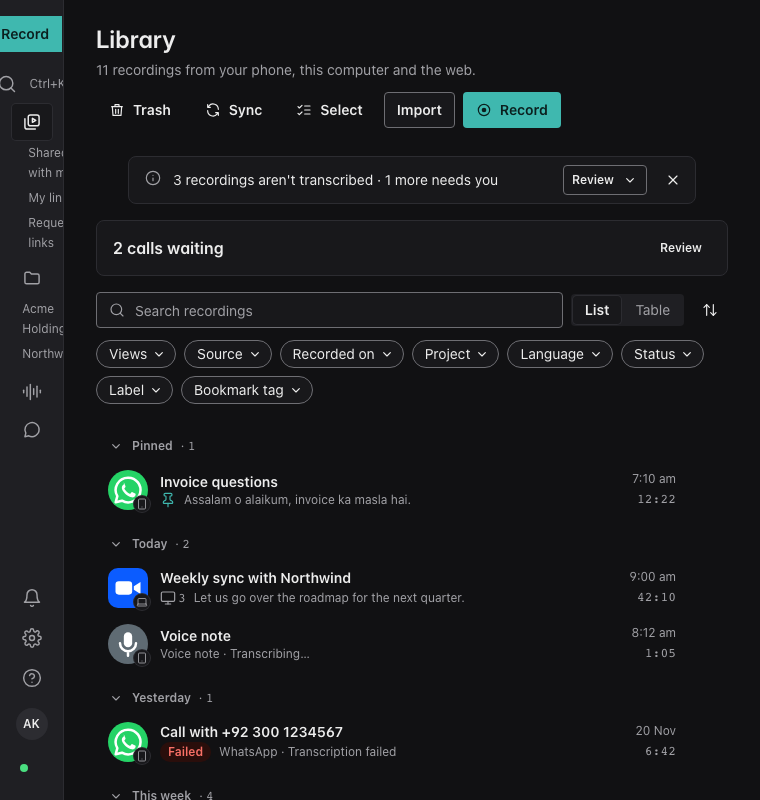 Record
Ctrl+K
Shared
with m
My lin
Reque
links
Acme
Holding
Northw
AK
Library
11 recordings from your phone, this computer and the web.
Trash Sync Select Import Record
3 recordings aren't transcribed · 1 more needs you Review
2 calls waiting Review
Search recordings List Table
Views Source Recorded on Project Language Status
Label Bookmark tag
Pinned · 1
Invoice questions 7:10 am
Assalam o alaikum, invoice ka masla hai. 12:22
Today · 2
Weekly sync with Northwind 9:00 am
3 Let us go over the roadmap for the next quarter. 42:10
Voice note 8:12 am
Voice note · Transcribing... 1:05
Yesterday · 1
Call with +92 300 1234567 20 Nov
Failed WhatsApp · Transcription failed 6:42
This week · 4